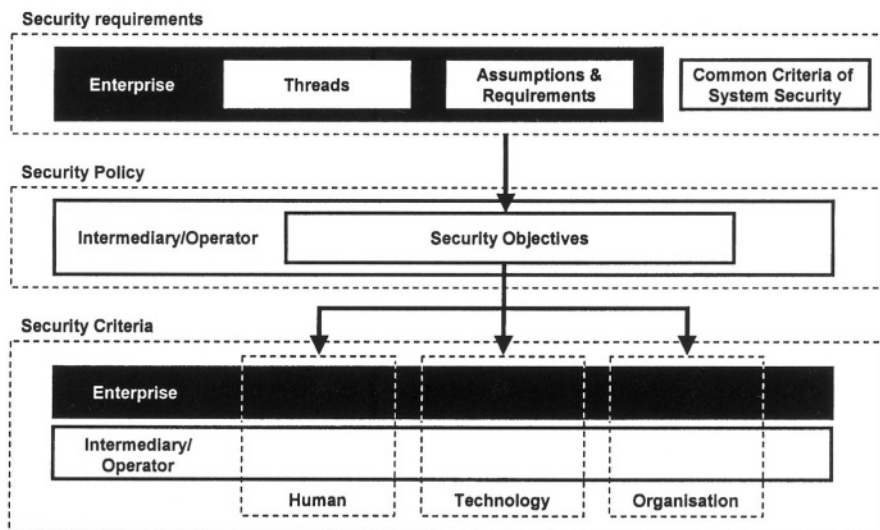 Security requirements
Enterprise
Threads
Assumptions &
Requirements
Common Criteria of
System Security
Security Policy
Intermediary/Operator
Security Objectives
Security Criteria
Enterprise
Intermediary/
Operator
Human
Technology
Organisation